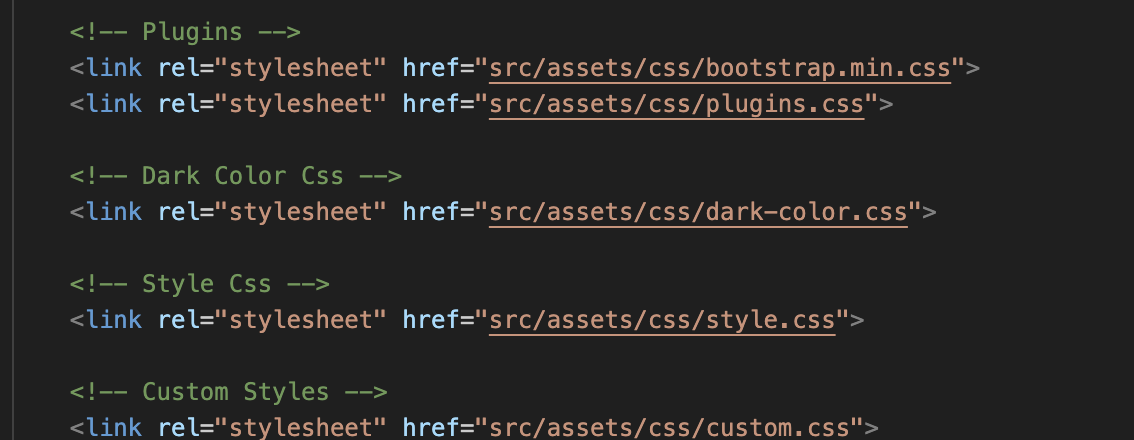 <!-- Plugins -->
<link rel="stylesheet" href="src/assets/css/bootstrap.min.css">
<link rel="stylesheet" href="src/assets/css/plugins.css">
<!-- Dark Color Css -->
<link rel="stylesheet" href="src/assets/css/dark-color.css">
<!-- Style Css -->
<link rel="stylesheet" href="src/assets/css/style.css">
<!-- Custom Styles -->
<link rel="stylesheet" href="src/assets/css/custom.css">